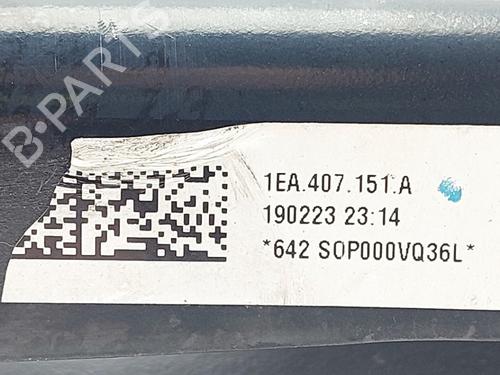 B-PARTS
1EA.407.151.A
190223 23:14
*642 S0P000VQ36L*